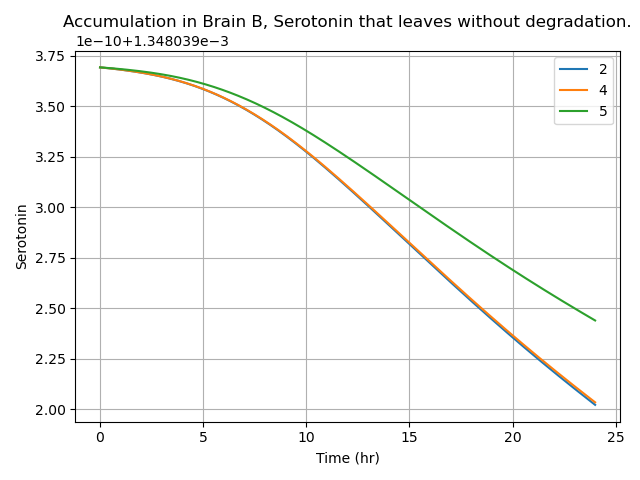 Accumulation in Brain B, Serotonin that leaves without degradation.
1e−10+1.348039e−3
3.75
3.50
3.25
3.00
2.75
2.50
2.25
2.00
Serotonin
2
4
5
0 5 10 15 20 25
Time (hr)